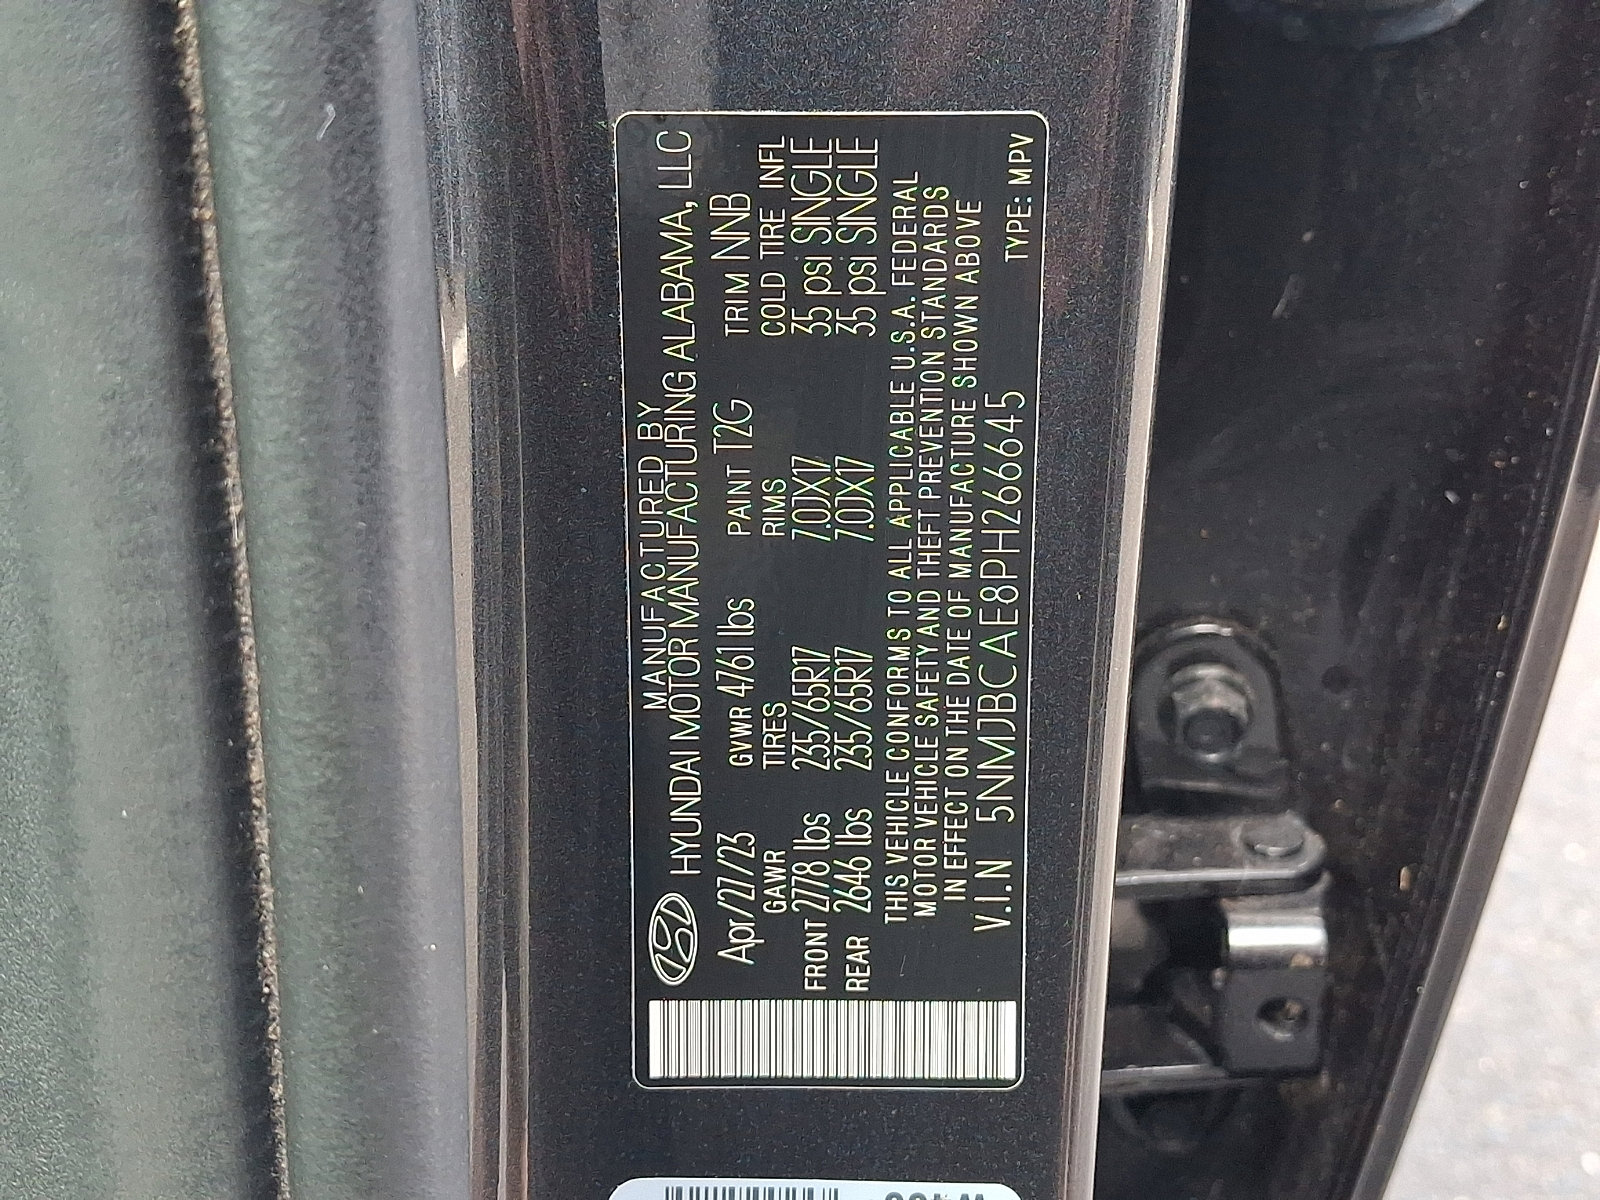 MANUFACTURED BY
HYUNDAI MOTOR MANUFACTURING ALABAMA, LLC
Apr/27/23 GVWR 4761 lbs PAINT T2G TRIM NNB
GAWR TIRES RIMS COLD TIRE INFL
FRONT 2778 lbs 235/65R17 7.0JX17 35 psi SINGLE
REAR 2646 lbs 235/65R17 7.0JX17 35 psi SINGLE
THIS VEHICLE CONFORMS TO ALL APPLICABLE U.S.A. FEDERAL
MOTOR VEHICLE SAFETY AND THEFT PREVENTION STANDARDS
IN EFFECT ON THE DATE OF MANUFACTURE SHOWN ABOVE
V.I.N 5NMJBCAE8PH266645 TYPE: MPV